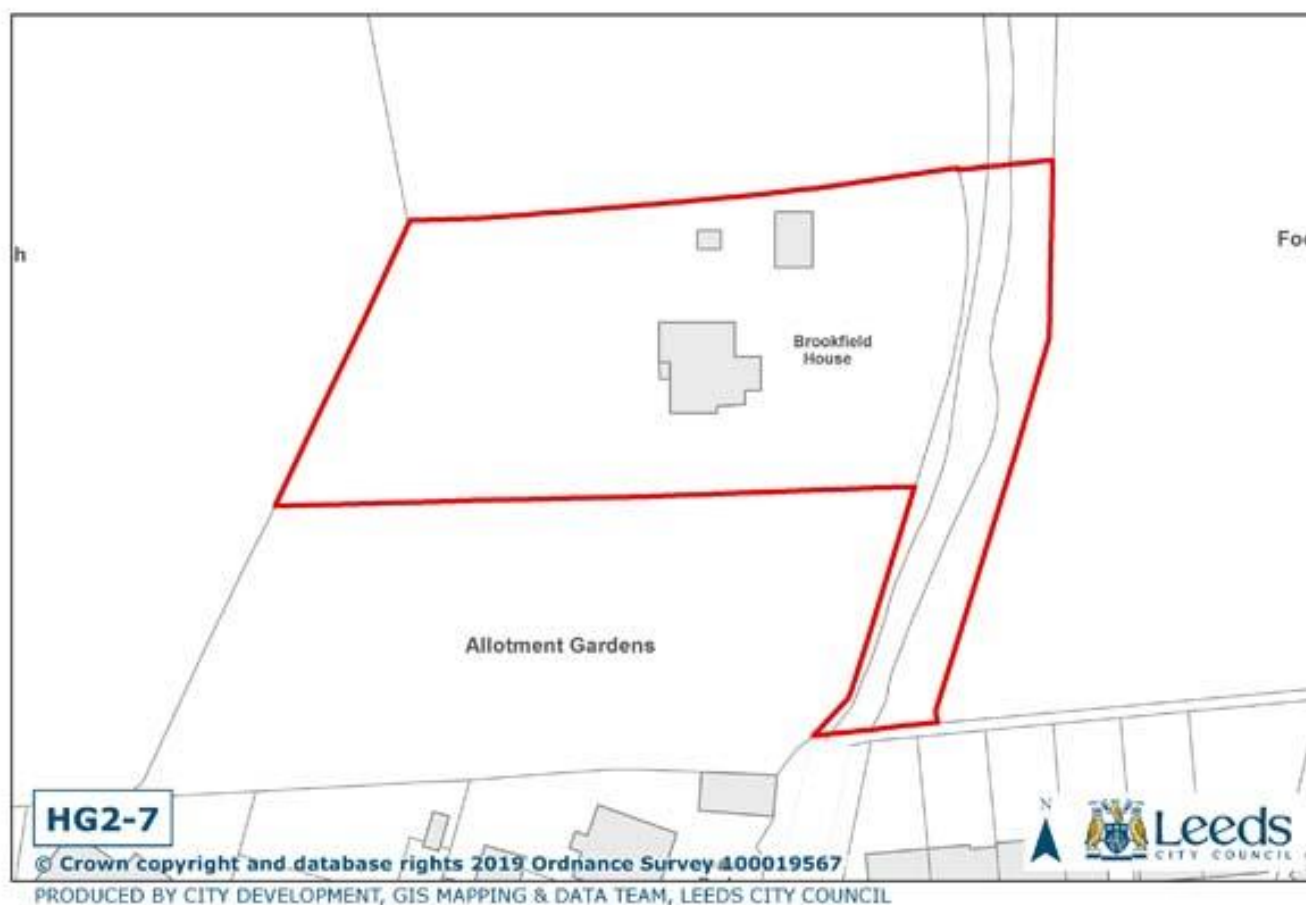 h
Foo
Brookfield
House
Allotment Gardens
HG2-7
N
Leeds
CITY COUNCIL
© Crown copyright and database rights 2019 Ordnance Survey 100019567
PRODUCED BY CITY DEVELOPMENT, GIS MAPPING & DATA TEAM, LEEDS CITY COUNCIL